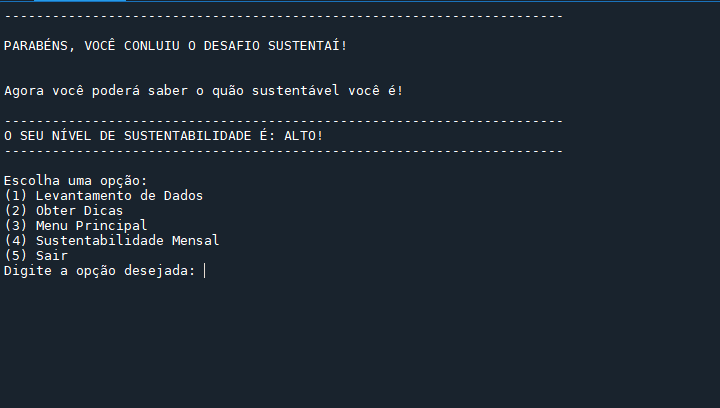 ----------------------------------------------------------------------
PARABÉNS, VOCÊ CONLUIU O DESAFIO SUSTENTAÍ!
Agora você poderá saber o quão sustentável você é!
----------------------------------------------------------------------
O SEU NÍVEL DE SUSTENTABILIDADE É: ALTO!
----------------------------------------------------------------------
Escolha uma opção:
(1) Levantamento de Dados
(2) Obter Dicas
(3) Menu Principal
(4) Sustentabilidade Mensal
(5) Sair
Digite a opção desejada: